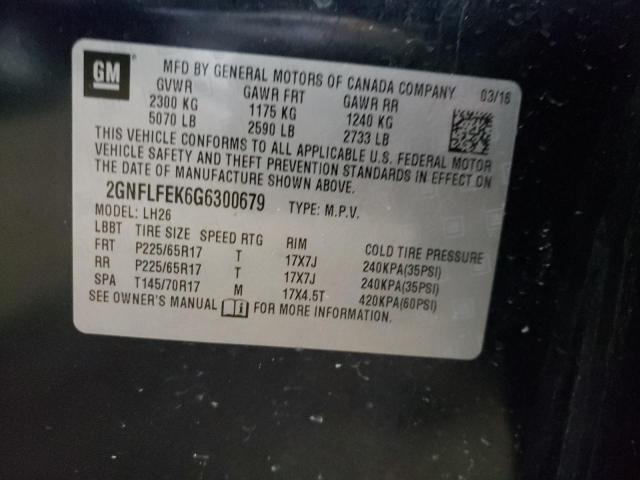 GM
MFD BY GENERAL MOTORS OF CANADA COMPANY 03/16
GVWR GAWR FRT GAWR RR
2300 KG 1175 KG 1240 KG
5070 LB 2590 LB 2733 LB
THIS VEHICLE CONFORMS TO ALL APPLICABLE U.S. FEDERAL MOTOR
VEHICLE SAFETY AND THEFT PREVENTION STANDARDS IN EFFECT ON
THE DATE OF MANUFACTURE SHOWN ABOVE.
2GNFLFEK6G6300679 TYPE: M.P.V.
MODEL: LH26
LBBT TIRE SIZE SPEED RTG RIM COLD TIRE PRESSURE
FRT P225/65R17 T 17X7J 240KPA(35PSI)
RR P225/65R17 T 17X7J 240KPA(35PSI)
SPA T145/70R17 M 17X4.5T 420KPA(60PSI)
SEE OWNER'S MANUAL FOR MORE INFORMATION.